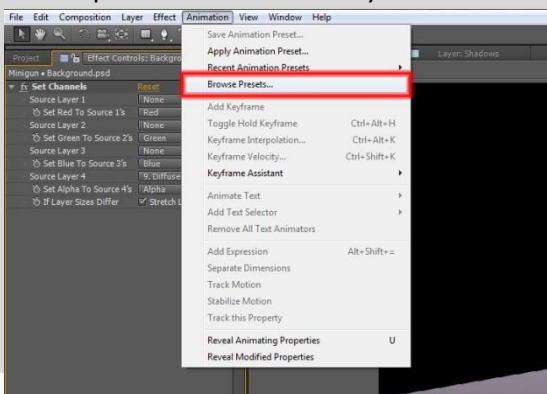 File Edit Composition Layer Effect Animation View Window Help
Project Effect Controls: Backgro
Layer: Shadows
Minigun • Background.psd
fx Set Channels Reset
Source Layer 1 None
Set Red To Source 1's Red
Source Layer 2 None
Set Green To Source 2's Green
Source Layer 3 None
Set Blue To Source 3's Blue
Source Layer 4 9. Diffuse
Set Alpha To Source 4's Alpha
If Layer Sizes Differ Stretch L
Save Animation Preset...
Apply Animation Preset...
Recent Animation Presets
Browse Presets...
Add Keyframe
Toggle Hold Keyframe Ctrl+Alt+H
Keyframe Interpolation... Ctrl+Alt+K
Keyframe Velocity... Ctrl+Shift+K
Keyframe Assistant
Animate Text
Add Text Selector
Remove All Text Animators
Add Expression Alt+Shift+=
Separate Dimensions
Track Motion
Stabilize Motion
Track this Property
Reveal Animating Properties U
Reveal Modified Properties